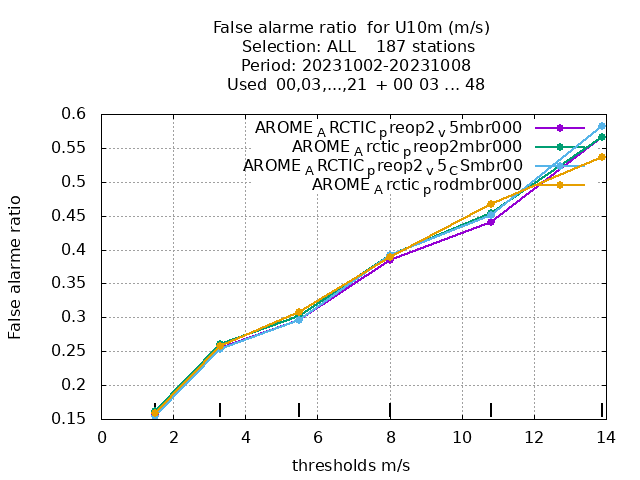 False alarme ratio  for U10m (m/s)
Selection: ALL    187 stations
Period: 20231002-20231008
Used  00,03,...,21  + 00 03 ... 48
AROME_ARCTIC_preop2_v5mbr000
AROME_Arctic_preop2mbr000
AROME_ARCTIC_preop2_v5_CSmbr00
AROME_Arctic_prodmbr000
False alarme ratio
0.6
0.55
0.5
0.45
0.4
0.35
0.3
0.25
0.2
0.15
0 2 4 6 8 10 12 14
thresholds m/s